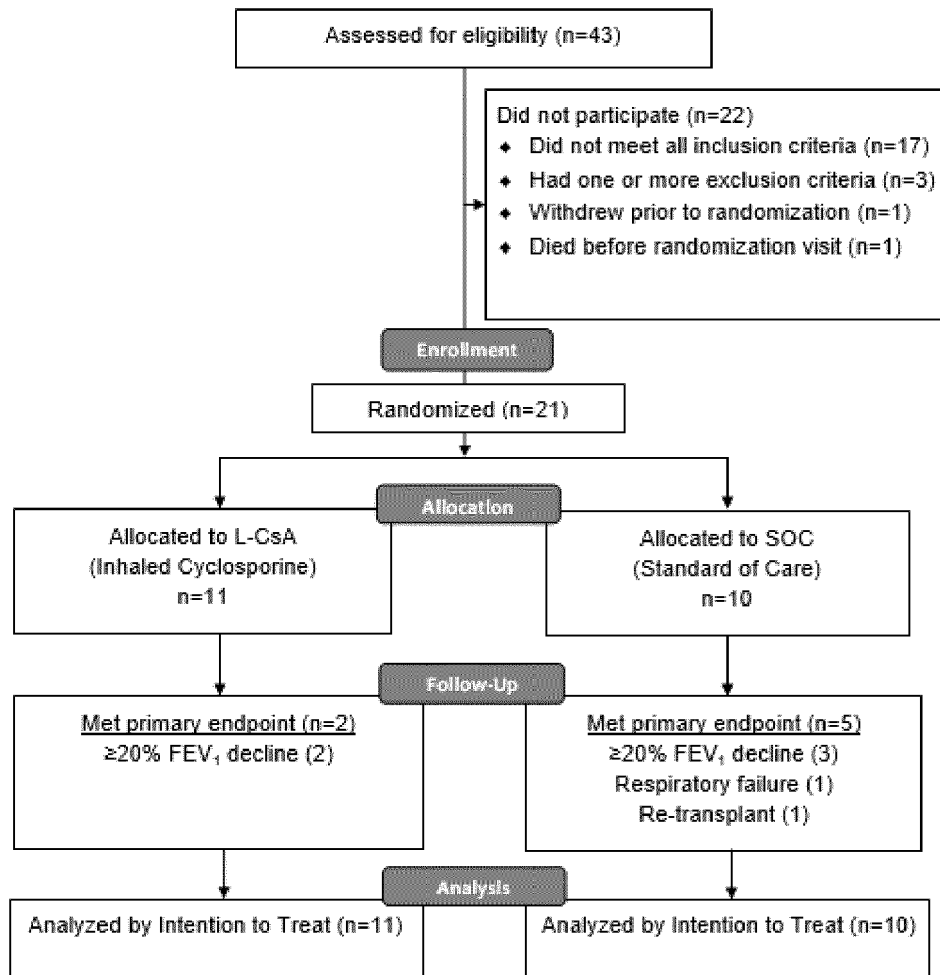 Assessed for eligibility (n=43)
Did not participate (n=22)
♦ Did not meet all inclusion criteria (n=17)
♦ Had one or more exclusion criteria (n=3)
♦ Withdrew prior to randomization (n=1)
♦ Died before randomization visit (n=1)
Enrollment
Randomized (n=21)
Allocation
Allocated to L-CsA
(Inhaled Cyclosporine)
n=11
Allocated to SOC
(Standard of Care)
n=10
Follow-Up
Met primary endpoint (n=2)
≥20% FEV₁ decline (2)
Met primary endpoint (n=5)
≥20% FEV₁ decline (3)
Respiratory failure (1)
Re-transplant (1)
Analysis
Analyzed by Intention to Treat (n=11)
Analyzed by Intention to Treat (n=10)